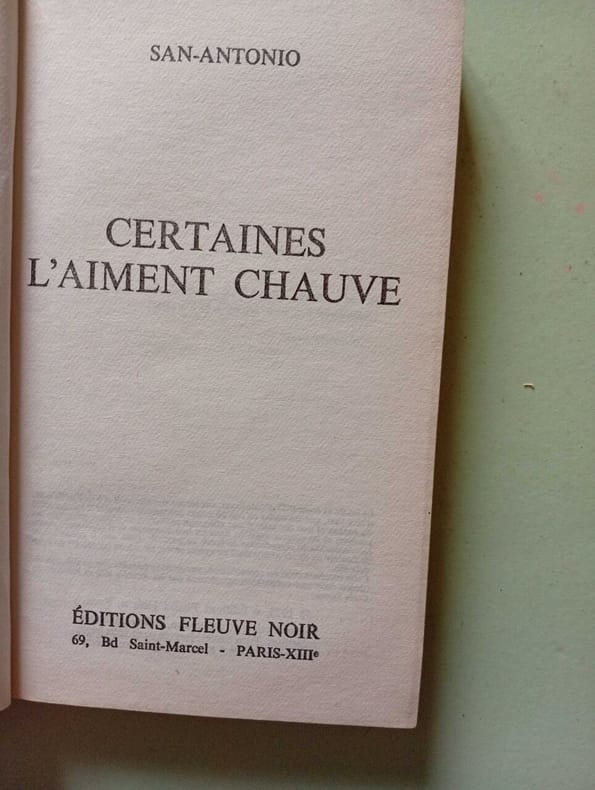 SAN-ANTONIO
CERTAINES
L'AIMENT CHAUVE
ÉDITIONS FLEUVE NOIR
69, Bd Saint-Marcel - PARIS-XIIIe